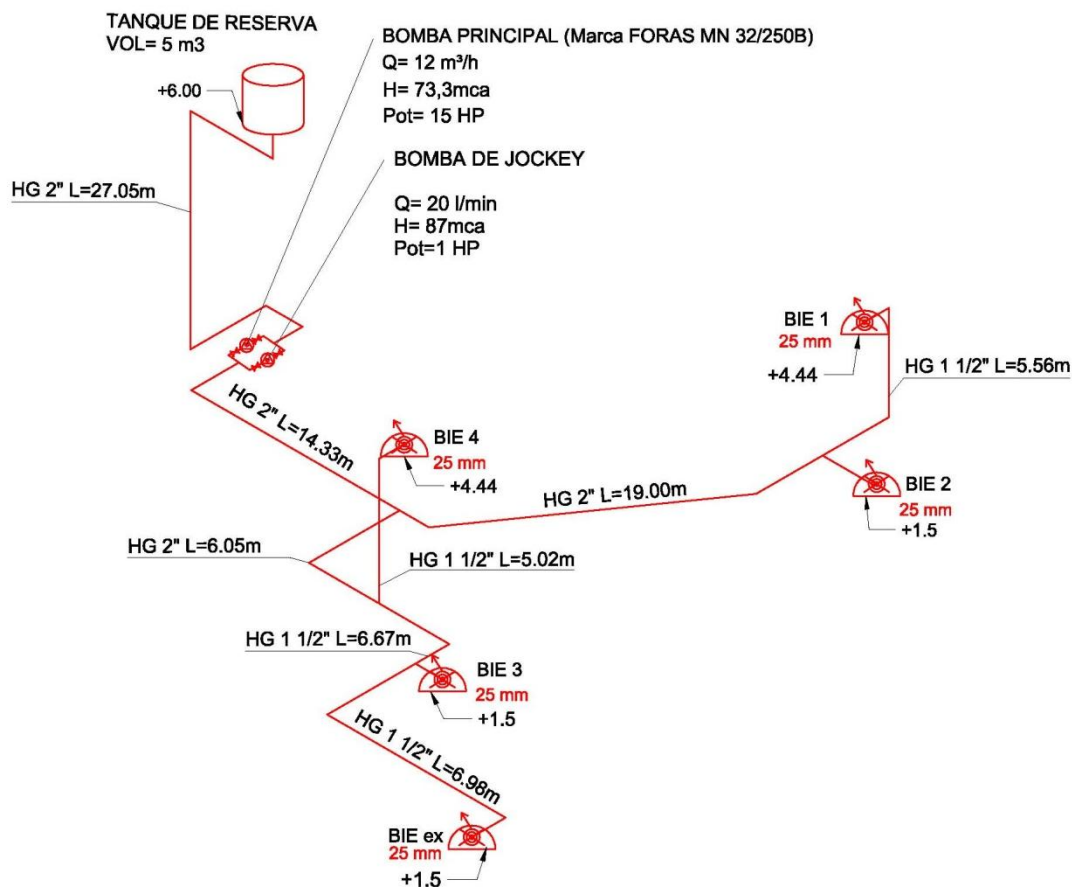 TANQUE DE RESERVA
VOL= 5 m3
+6.00
BOMBA PRINCIPAL (Marca FORAS MN 32/250B)
Q= 12 m³/h
H= 73,3mca
Pot= 15 HP
BOMBA DE JOCKEY
Q= 20 l/min
H= 87mca
Pot=1 HP
HG 2" L=27.05m
BIE 1
25 mm
+4.44
HG 1 1/2" L=5.56m
HG 2" L=14.33m
BIE 4
25 mm
+4.44
HG 2" L=19.00m
BIE 2
25 mm
+1.5
HG 2" L=6.05m
HG 1 1/2" L=5.02m
HG 1 1/2" L=6.67m
BIE 3
25 mm
+1.5
HG 1 1/2" L=6.98m
BIE ex
25 mm
+1.5